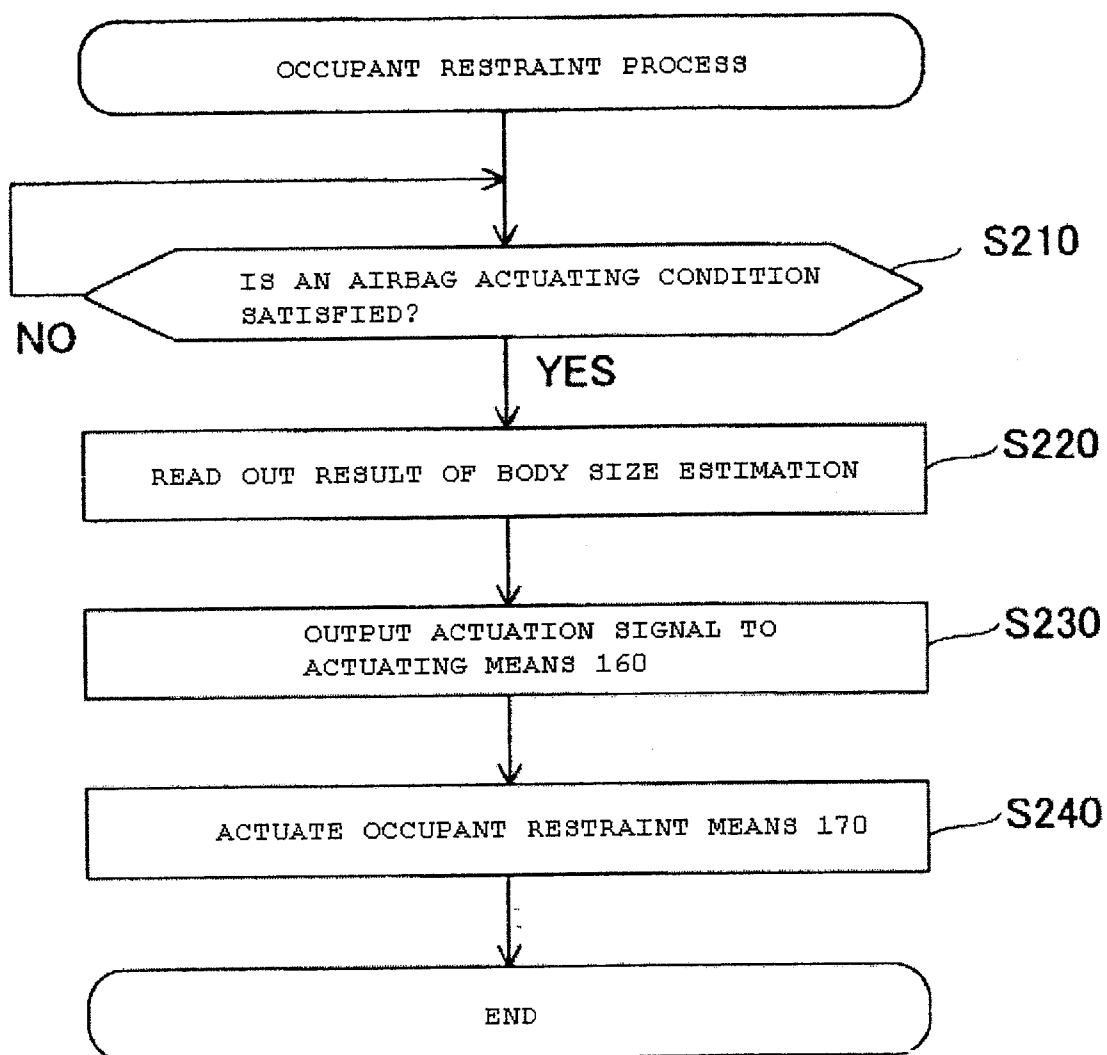 OCCUPANT RESTRAINT PROCESS
S210
IS AN AIRBAG ACTUATING CONDITION
SATISFIED?
NO
YES
S220
READ OUT RESULT OF BODY SIZE ESTIMATION
S230
OUTPUT ACTUATION SIGNAL TO
ACTUATING MEANS 160
S240
ACTUATE OCCUPANT RESTRAINT MEANS 170
END